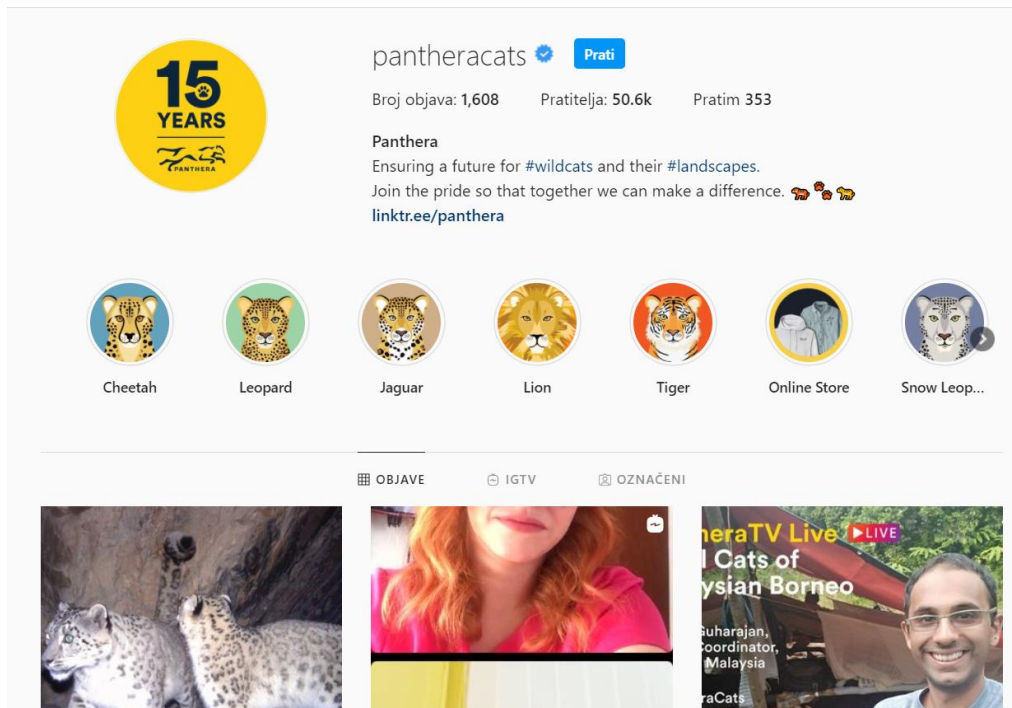 15
YEARS
PANTHERA
pantheracats Prati
Broj objava: 1,608 Pratitelja: 50.6k Pratim 353
Panthera
Ensuring a future for #wildcats and their #landscapes.
Join the pride so that together we can make a difference.
linktr.ee/panthera
Cheetah Leopard Jaguar Lion Tiger Online Store Snow Leop...
OBJAVE IGTV OZNAČENI
heraTV Live LIVE
l Cats of
ysian Borneo
Guharajan,
Coordinator,
Malaysia
raCats